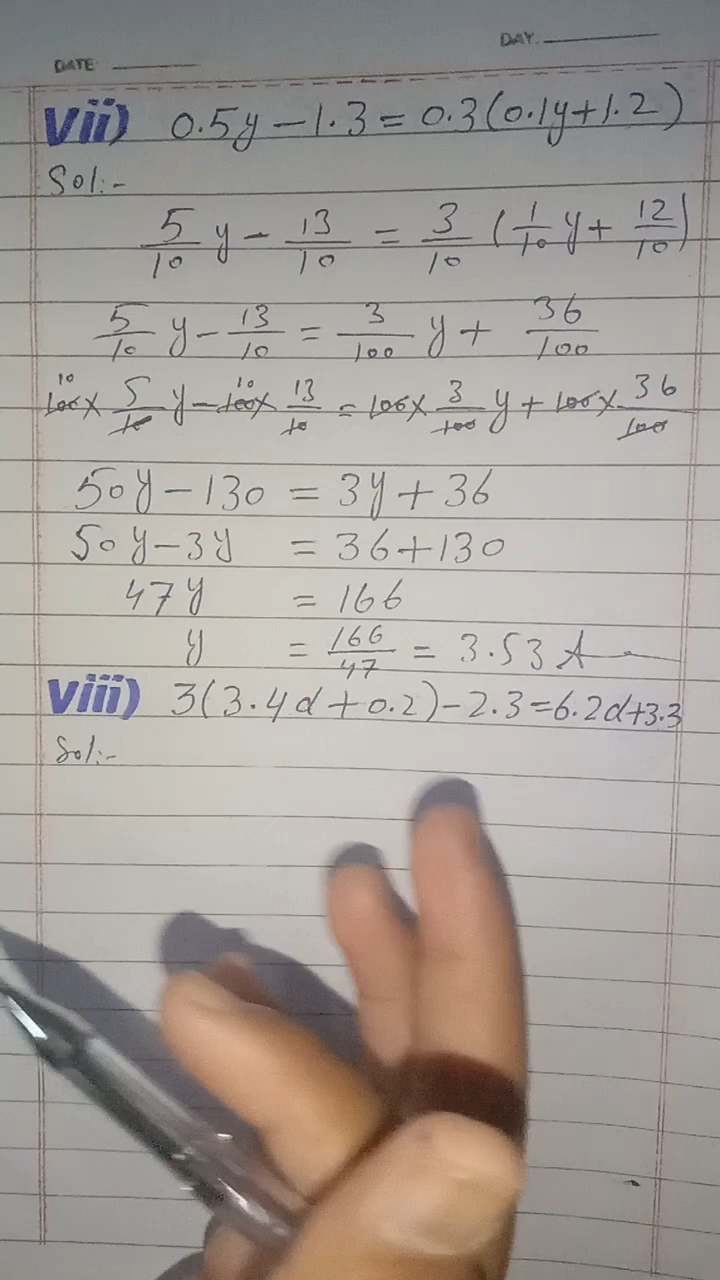 DAY.
DATE
vii) 0.5y - 1.3 = 0.3(0.1y+1.2)
Sol:-
5/10 y - 13/10 = 3/10 (1/10 y + 12/10)
5/10 y - 13/10 = 3/100 y + 36/100
10 10
100 x 5/10 y - 100 x 13/10 = 100 x 3/100 y + 100 x 36/100
50y - 130 = 3y + 36
50y - 3y = 36+130
47y = 166
y = 166/47 = 3.53 A
viii) 3(3.4d + 0.2) - 2.3 = 6.2d+3.3
Sol:-